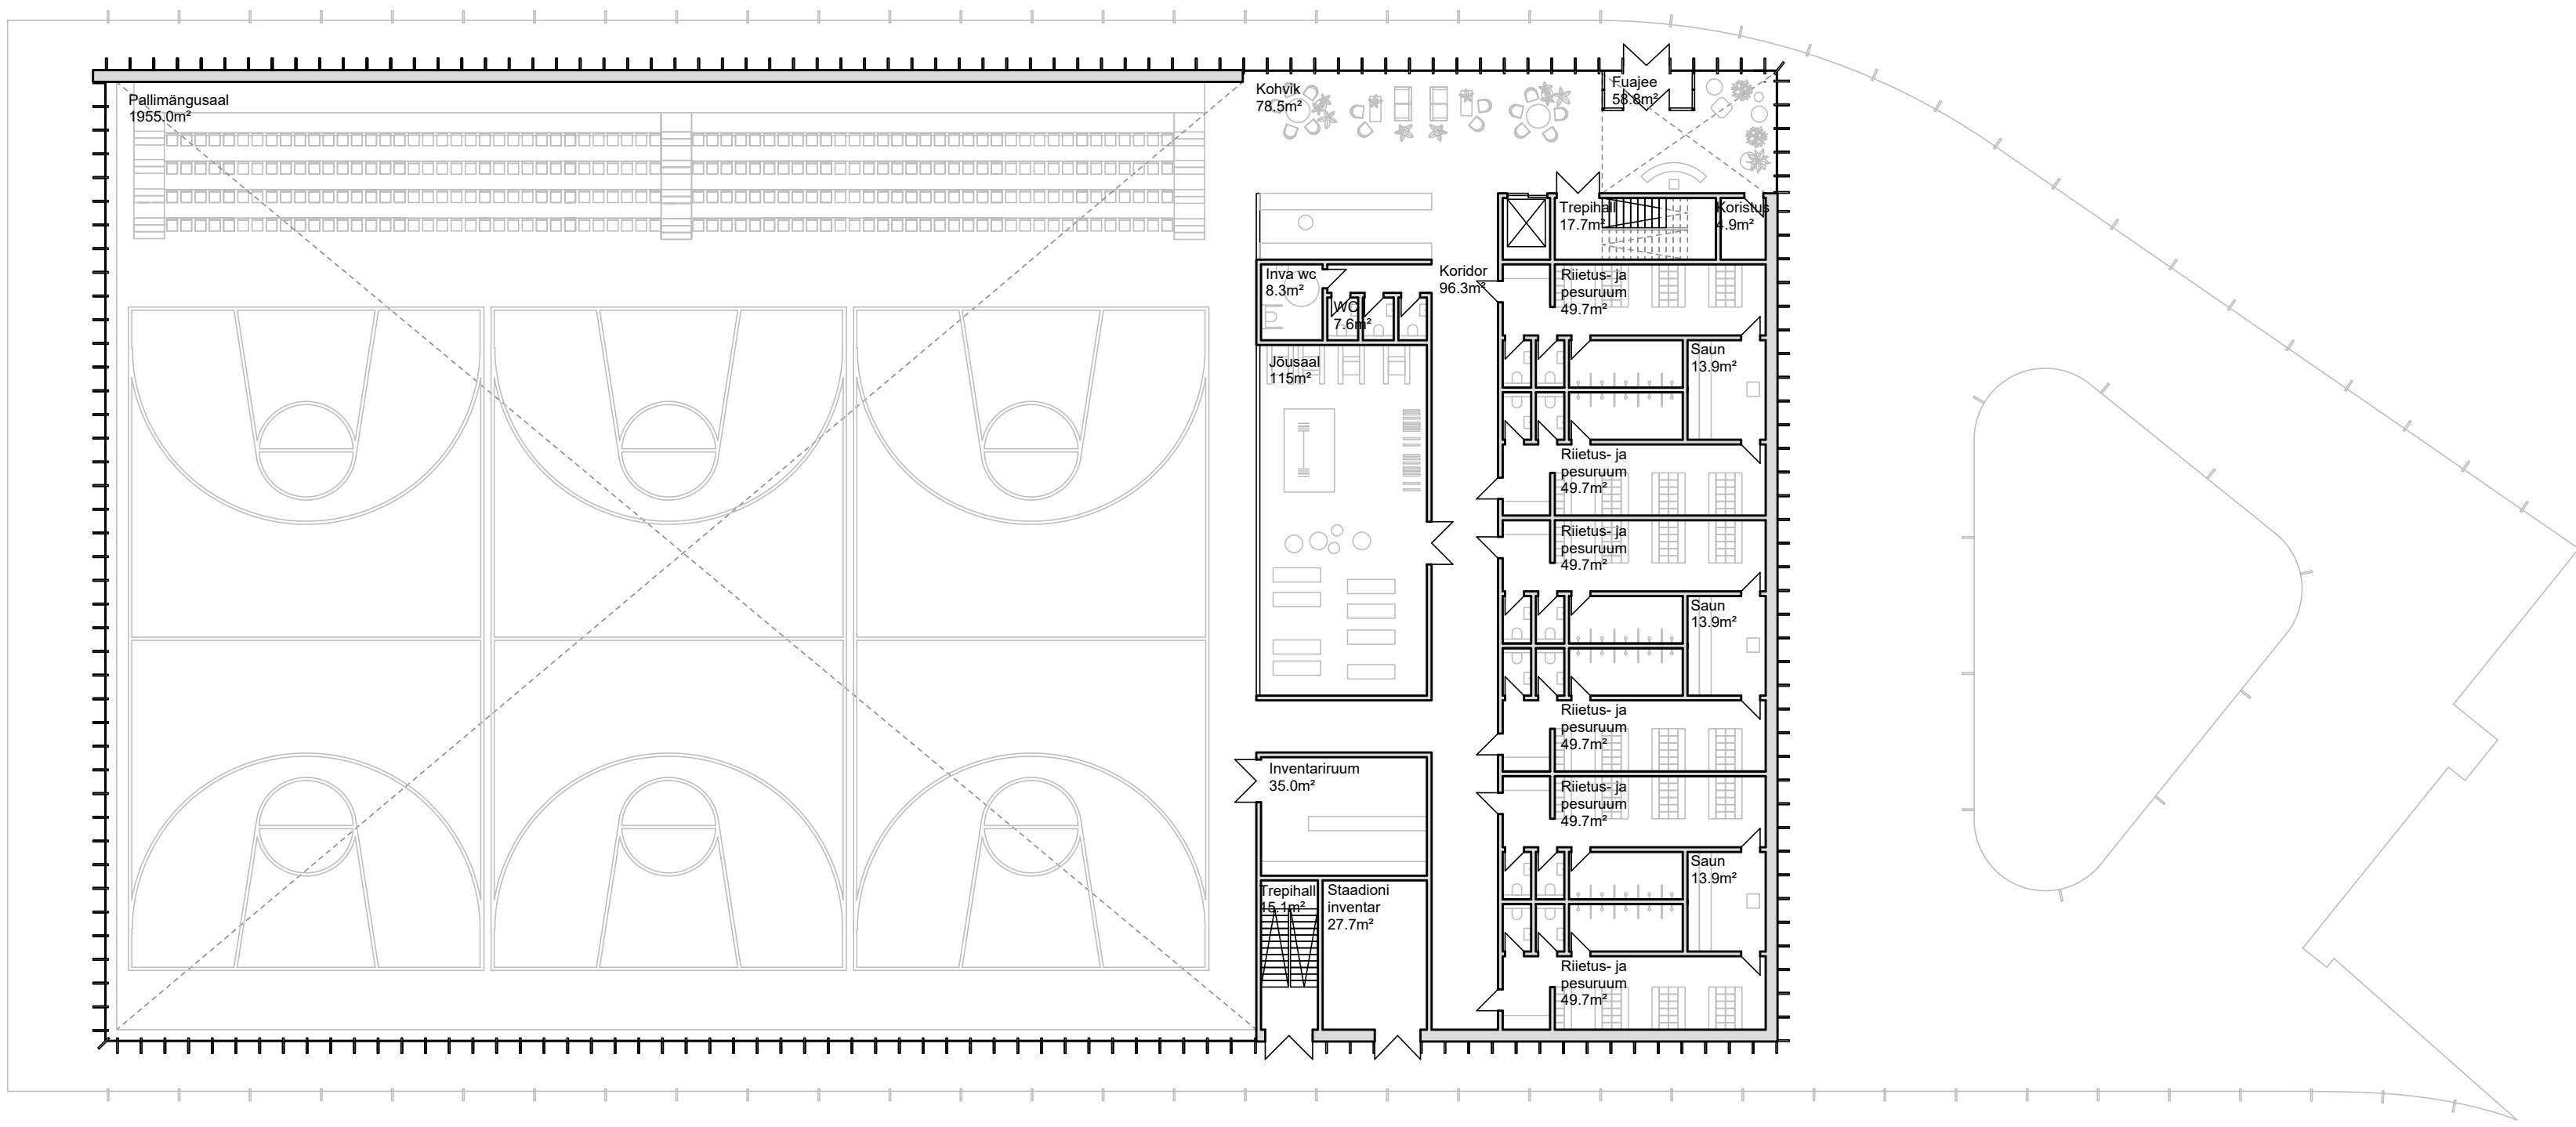 Pallimängusaal
1955.0m²
Kohvik
78.5m²
Fuajee
58.8m²
Trepihall
17.7m²
Koristus
4.9m²
Inva wc
8.3m²
WC
7.6m²
Koridor
96.3m²
Riietus- ja
pesuruum
49.7m²
Jõusaal
115m²
Saun
13.9m²
Riietus- ja
pesuruum
49.7m²
Riietus- ja
pesuruum
49.7m²
Saun
13.9m²
Riietus- ja
pesuruum
49.7m²
Inventariruum
35.0m²
Riietus- ja
pesuruum
49.7m²
Saun
13.9m²
Trepihall
15.1m²
Staadioni
inventar
27.7m²
Riietus- ja
pesuruum
49.7m²